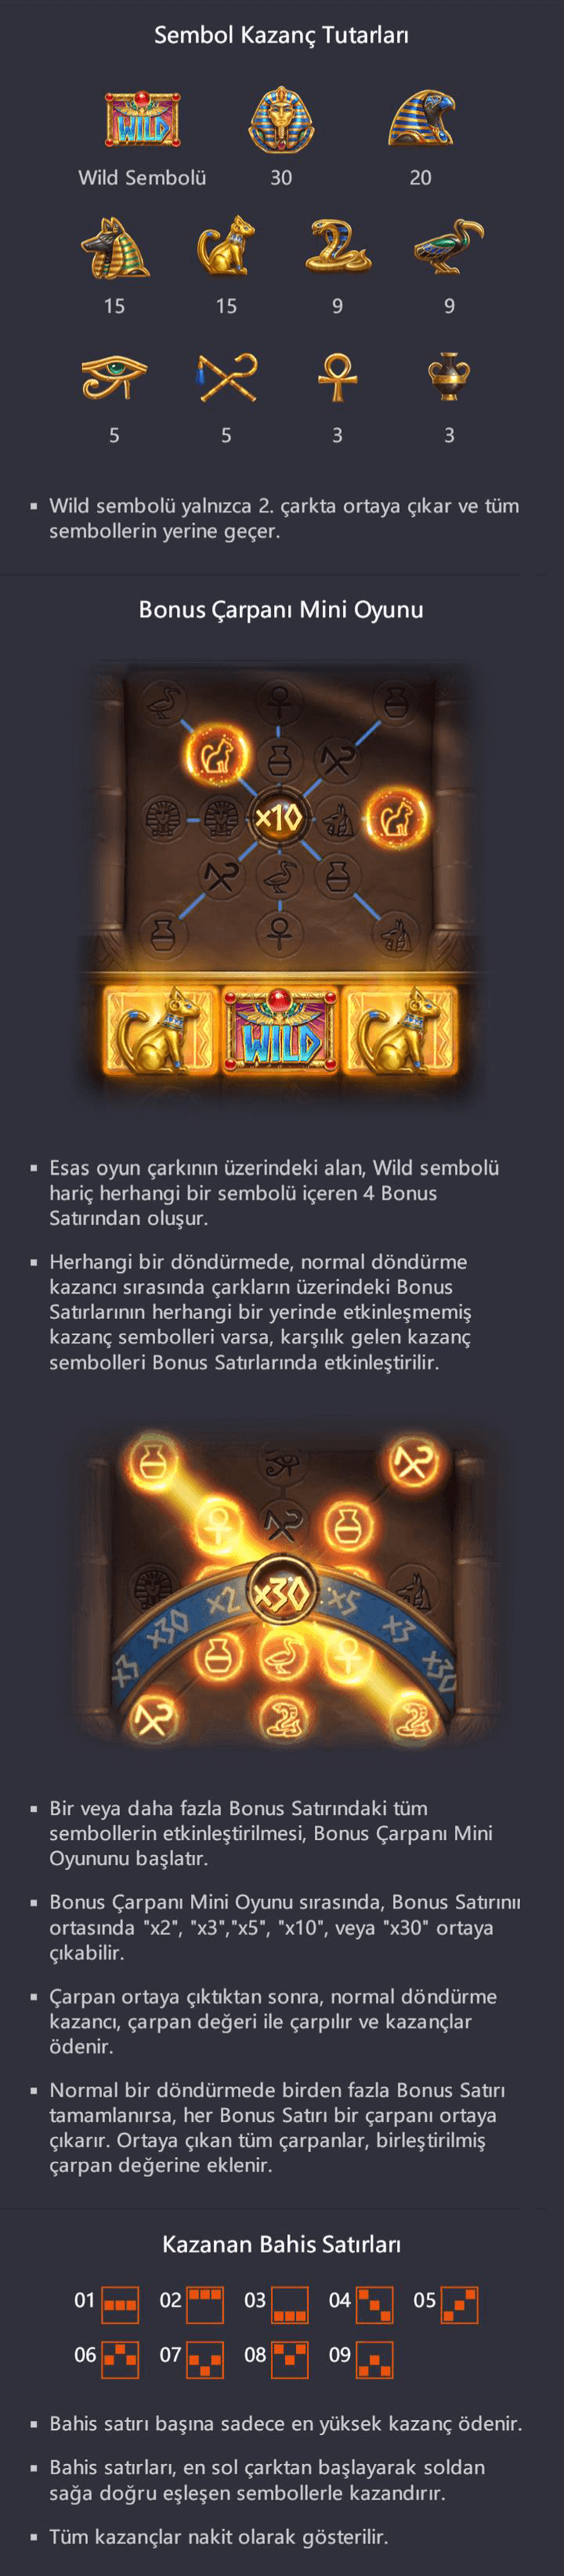 Sembol Kazanç Tutarları
WILD
Wild Sembolü 30 20
15 15 9 9
5 5 3 3
Wild sembolü yalnızca 2. çarkta ortaya çıkar ve tüm
sembollerin yerine geçer.
Bonus Çarpanı Mini Oyunu
x10
WILD
Esas oyun çarkının üzerindeki alan, Wild sembolü
hariç herhangi bir sembolü içeren 4 Bonus
Satırından oluşur.
Herhangi bir döndürmede, normal döndürme
kazancı sırasında çarkların üzerindeki Bonus
Satırlarının herhangi bir yerinde etkinleşmemiş
kazanç sembolleri varsa, karşılık gelen kazanç
sembolleri Bonus Satırlarında etkinleştirilir.
x3 x30 x2 x30 x5 x3 x30
Bir veya daha fazla Bonus Satırındaki tüm
sembollerin etkinleştirilmesi, Bonus Çarpanı Mini
Oyununu başlatır.
Bonus Çarpanı Mini Oyunu sırasında, Bonus Satırının
ortasında "x2", "x3","x5", "x10", veya "x30" ortaya
çıkabilir.
Çarpan ortaya çıktıktan sonra, normal döndürme
kazancı, çarpan değeri ile çarpılır ve kazançlar
ödenir.
Normal bir döndürmede birden fazla Bonus Satırı
tamamlanırsa, her Bonus Satırı bir çarpanı ortaya
çıkarır. Ortaya çıkan tüm çarpanlar, birleştirilmiş
çarpan değerine eklenir.
Kazanan Bahis Satırları
01 02 03 04 05
06 07 08 09
Bahis satırı başına sadece en yüksek kazanç ödenir.
Bahis satırları, en sol çarktan başlayarak soldan
sağa doğru eşleşen sembollerle kazandırır.
Tüm kazançlar nakit olarak gösterilir.